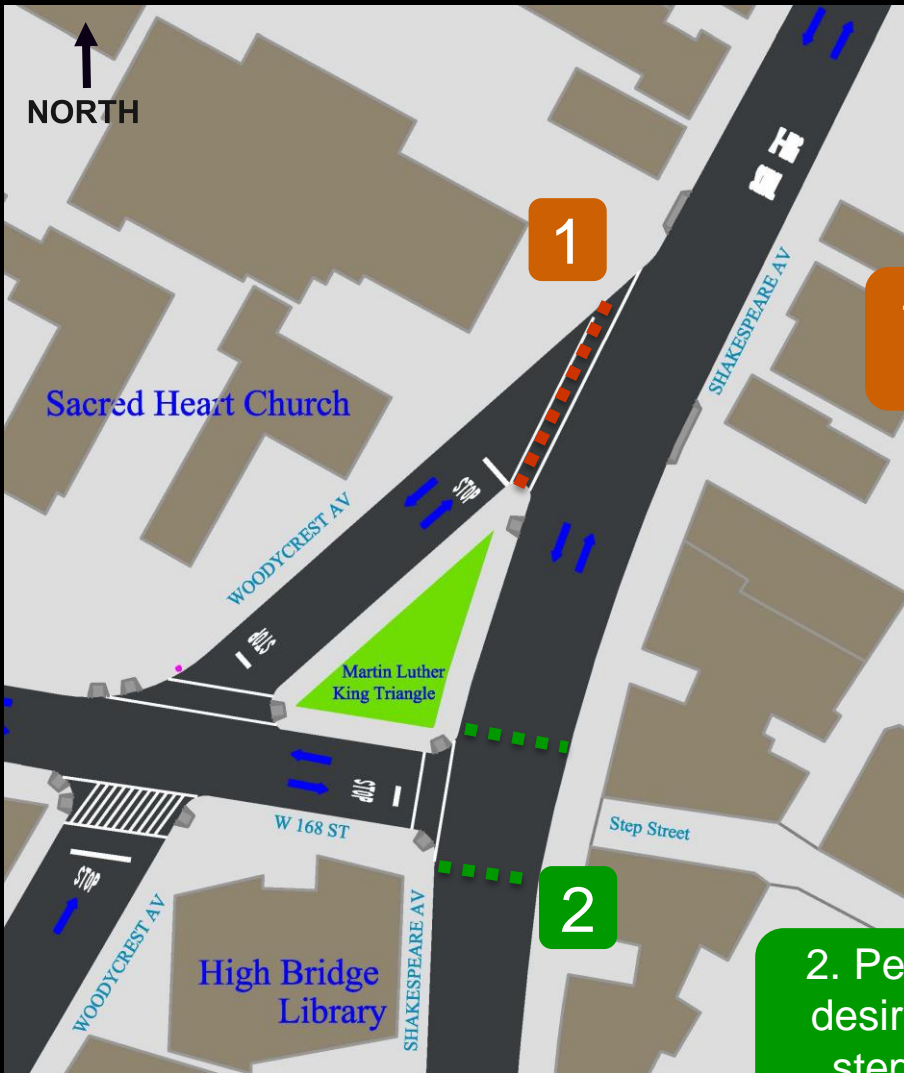 NORTH
1
SHAKESPEARE AV
Sacred Heart Church
STOP
WOODYCREST AV
STOP
Martin Luther
King Triangle
STOP
W 168 ST
Step Street
STOP
WOODYCREST AV
SHAKESPEARE AV
2
High Bridge
Library
2. Pe
desir
step